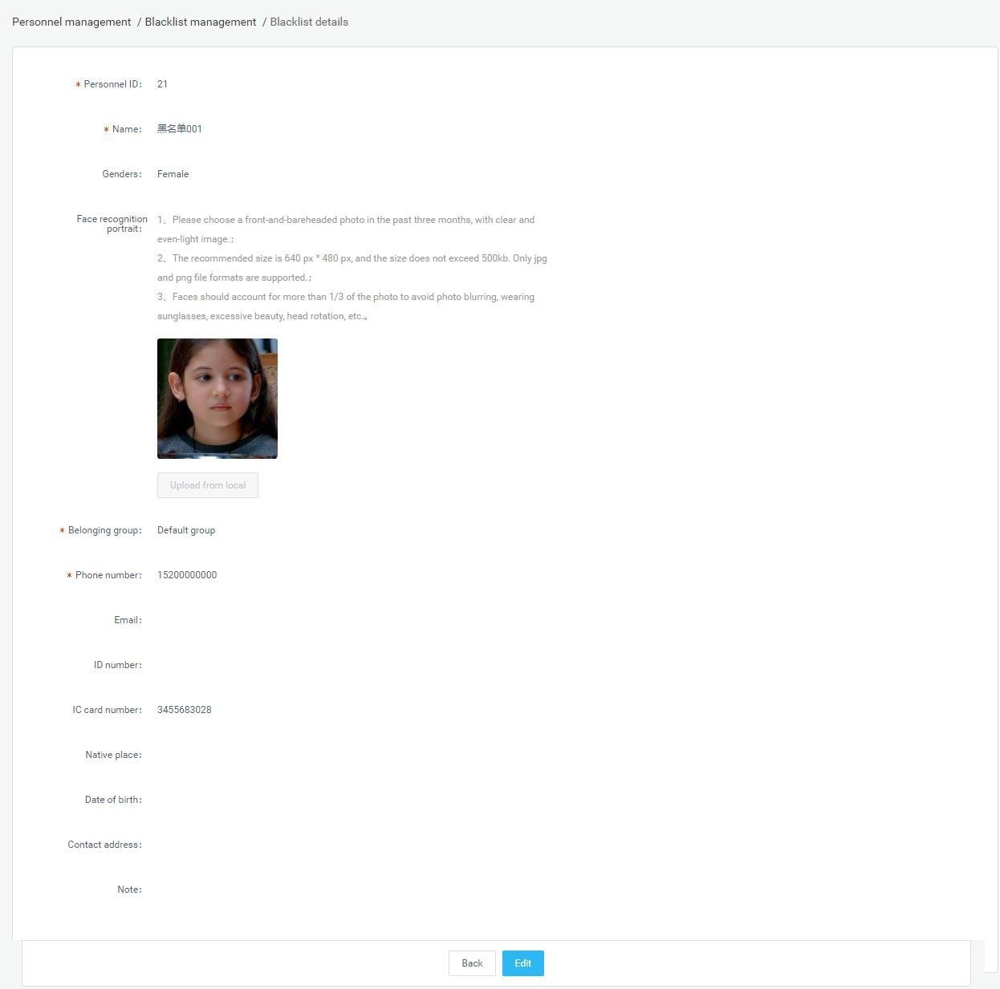 Personnel management / Blacklist management / Blacklist details
* Personnel ID： 21
* Name： 黑名单001
Genders： Female
Face recognition
portrait：
1、Please choose a front-and-bareheaded photo in the past three months, with clear and
even-light image.；
2、The recommended size is 640 px * 480 px, and the size does not exceed 500kb. Only jpg
and png file formats are supported.；
3、Faces should account for more than 1/3 of the photo to avoid photo blurring, wearing
sunglasses, excessive beauty, head rotation, etc.。
Upload from local
* Belonging group： Default group
* Phone number： 15200000000
Email：
ID number：
IC card number： 3455683028
Native place：
Date of birth：
Contact address：
Note：
Back Edit